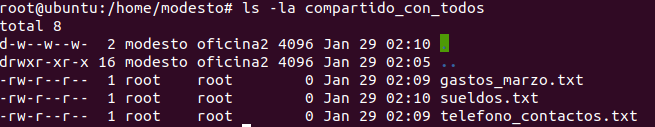 root@ubuntu:/home/modesto# ls -la compartido_con_todos
total 8
d-w--w--w-  2 modesto oficina2 4096 Jan 29 02:10 .
drwxr-xr-x 16 modesto oficina2 4096 Jan 29 02:05 ..
-rw-r--r--  1 root    root        0 Jan 29 02:09 gastos_marzo.txt
-rw-r--r--  1 root    root        0 Jan 29 02:10 sueldos.txt
-rw-r--r--  1 root    root        0 Jan 29 02:09 telefono_contactos.txt